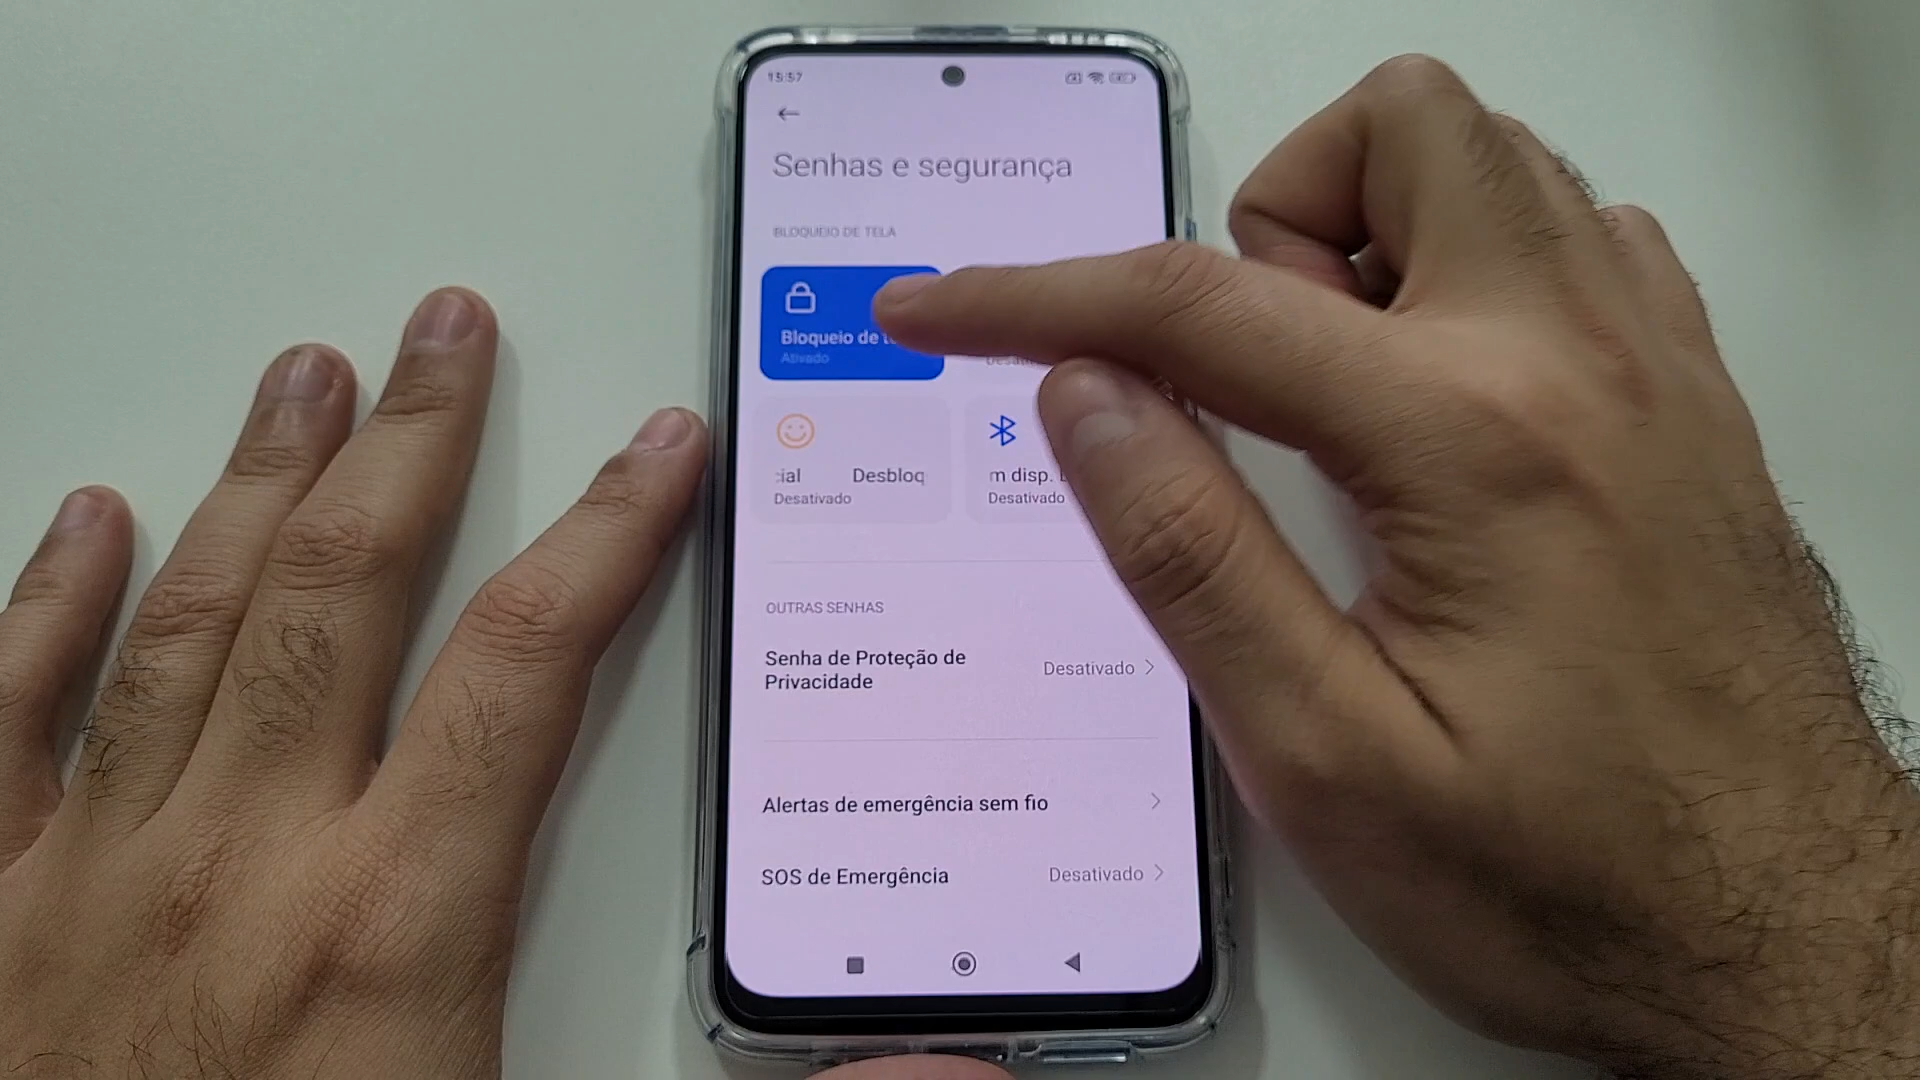 15:57
Senhas e segurança
BLOQUEIO DE TELA
Bloqueio de
Ativado
Desati
ial Desbloq
Desativado
m disp.
Desativado
OUTRAS SENHAS
Senha de Proteção de
Privacidade
Desativado
Alertas de emergência sem fio
SOS de Emergência
Desativado